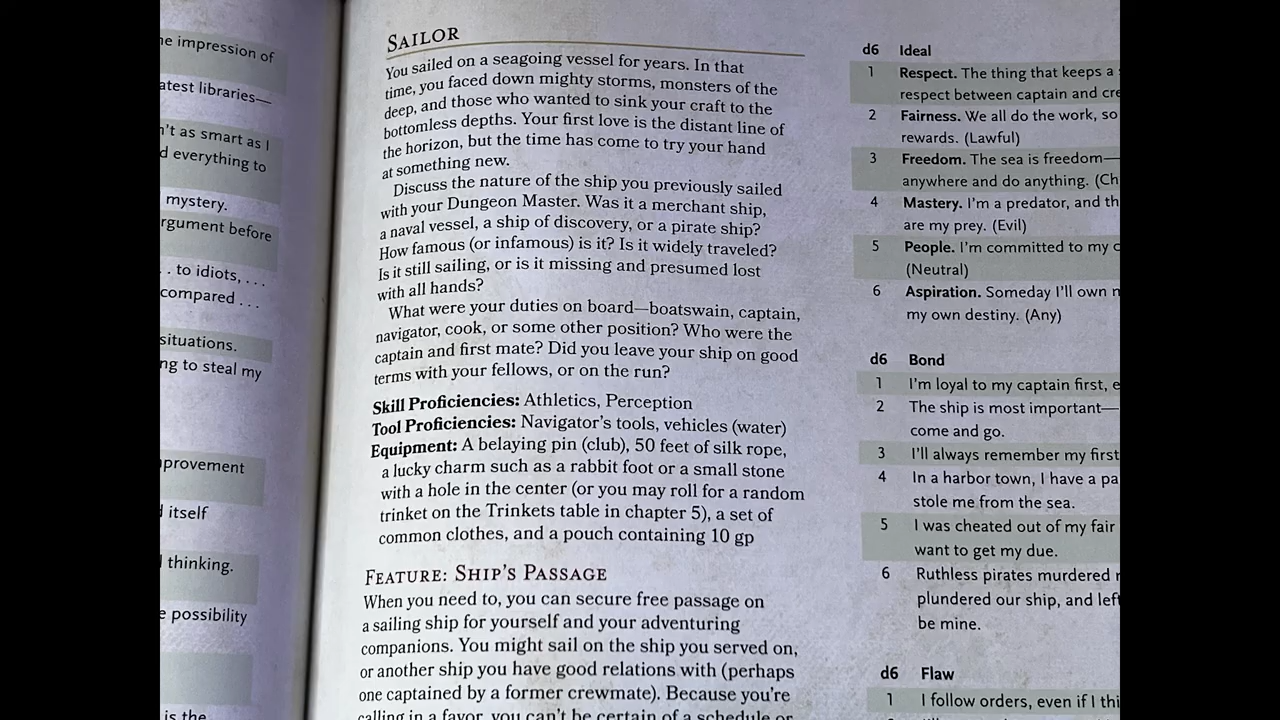 he impression of
atest libraries—
n't as smart as I
d everything to
mystery.
rgument before
. . to idiots, . . .
compared . . .
situations.
ng to steal my
provement
itself
thinking.
e possibility
is the
SAILOR
You sailed on a seagoing vessel for years. In that
time, you faced down mighty storms, monsters of the
deep, and those who wanted to sink your craft to the
bottomless depths. Your first love is the distant line of
the horizon, but the time has come to try your hand
at something new.
Discuss the nature of the ship you previously sailed
with your Dungeon Master. Was it a merchant ship,
a naval vessel, a ship of discovery, or a pirate ship?
How famous (or infamous) is it? Is it widely traveled?
Is it still sailing, or is it missing and presumed lost
with all hands?
What were your duties on board—boatswain, captain,
navigator, cook, or some other position? Who were the
captain and first mate? Did you leave your ship on good
terms with your fellows, or on the run?
Skill Proficiencies: Athletics, Perception
Tool Proficiencies: Navigator's tools, vehicles (water)
Equipment: A belaying pin (club), 50 feet of silk rope,
a lucky charm such as a rabbit foot or a small stone
with a hole in the center (or you may roll for a random
trinket on the Trinkets table in chapter 5), a set of
common clothes, and a pouch containing 10 gp
FEATURE: SHIP'S PASSAGE
When you need to, you can secure free passage on
a sailing ship for yourself and your adventuring
companions. You might sail on the ship you served on,
or another ship you have good relations with (perhaps
one captained by a former crewmate). Because you're
calling in a favor, you can't be certain of a schedule or
d6 Ideal
1 Respect. The thing that keeps a
respect between captain and cre
2 Fairness. We all do the work, so
rewards. (Lawful)
3 Freedom. The sea is freedom—
anywhere and do anything. (Ch
4 Mastery. I'm a predator, and th
are my prey. (Evil)
5 People. I'm committed to my c
(Neutral)
6 Aspiration. Someday I'll own
my own destiny. (Any)
d6 Bond
1 I'm loyal to my captain first, e
2 The ship is most important—
come and go.
3 I'll always remember my first
4 In a harbor town, I have a pa
stole me from the sea.
5 I was cheated out of my fair
want to get my due.
6 Ruthless pirates murdered
plundered our ship, and left
be mine.
d6 Flaw
1 I follow orders, even if I thi